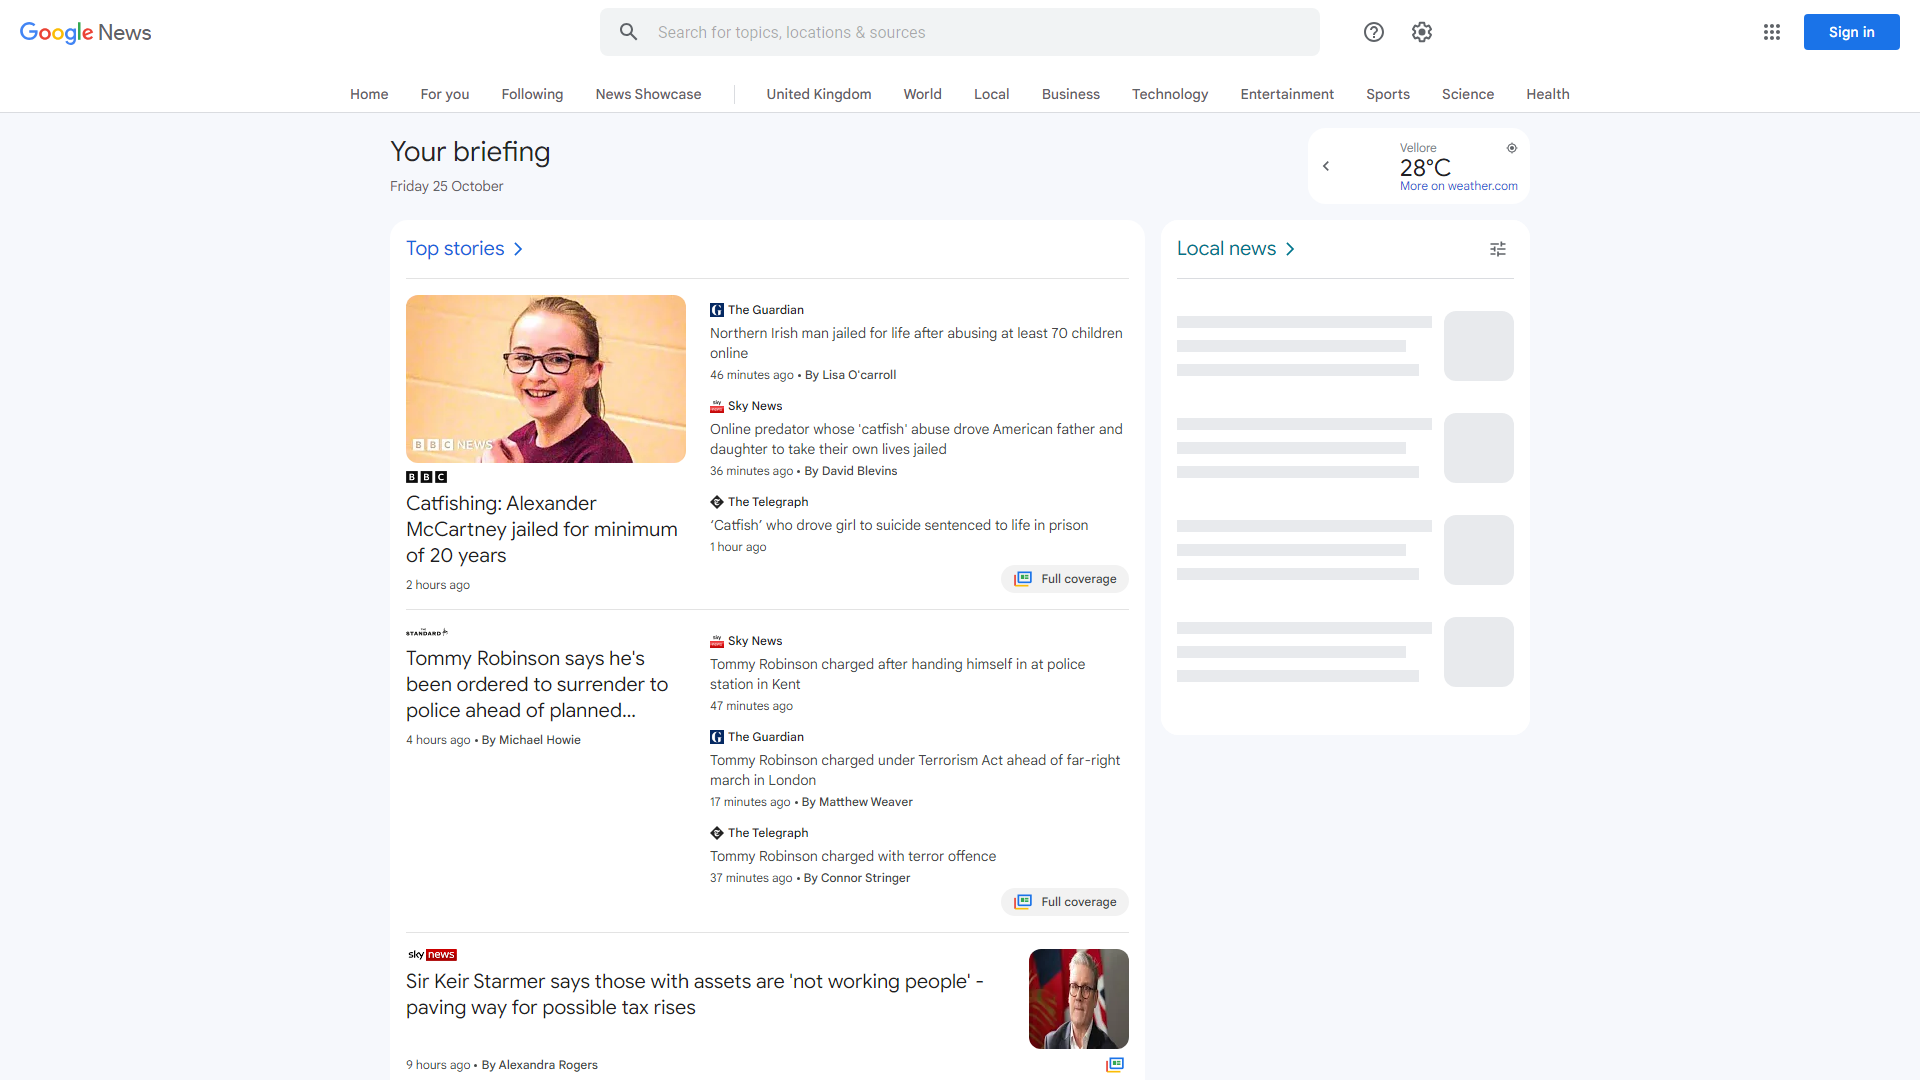 Google News
Search for topics, locations & sources
Sign in
Home
For you
Following
News Showcase
United Kingdom
World
Local
Business
Technology
Entertainment
Sports
Science
Health
Your briefing
Friday 25 October
Vellore
28°C
More on weather.com
Top stories
BBC NEWS
BBC
Catfishing: Alexander
McCartney jailed for minimum
of 20 years
2 hours ago
The Guardian
Northern Irish man jailed for life after abusing at least 70 children
online
46 minutes ago • By Lisa O'carroll
Sky News
Online predator whose 'catfish' abuse drove American father and
daughter to take their own lives jailed
36 minutes ago • By David Blevins
The Telegraph
‘Catfish’ who drove girl to suicide sentenced to life in prison
1 hour ago
Full coverage
THE STANDARD
Tommy Robinson says he's
been ordered to surrender to
police ahead of planned...
4 hours ago • By Michael Howie
Sky News
Tommy Robinson charged after handing himself in at police
station in Kent
47 minutes ago
The Guardian
Tommy Robinson charged under Terrorism Act ahead of far-right
march in London
17 minutes ago • By Matthew Weaver
The Telegraph
Tommy Robinson charged with terror offence
37 minutes ago • By Connor Stringer
Full coverage
sky news
Sir Keir Starmer says those with assets are 'not working people' -
paving way for possible tax rises
9 hours ago • By Alexandra Rogers
Local news